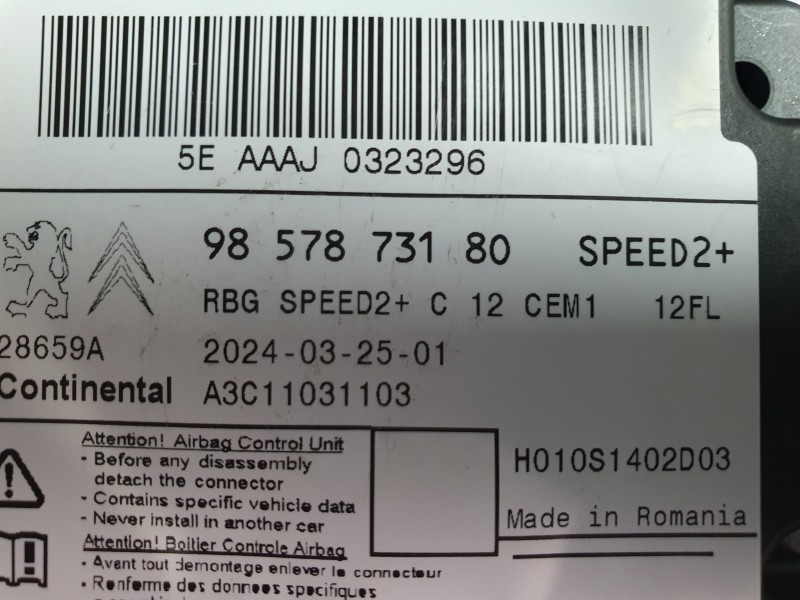 5E AAAJ 0323296
98 578 731 80 SPEED2+
RBG SPEED2+ C 12 CEM1 12FL
28659A 2024-03-25-01
Continental A3C11031103
Attention! Airbag Control Unit
- Before any disassembly
detach the connector
- Contains specific vehicle data
- Never install in another car
H010S1402D03
Made in Romania
Attention! Boitier Controle Airbag
- Avant tout demontage enlever le connecteur
- Renferme des donnees specifiques